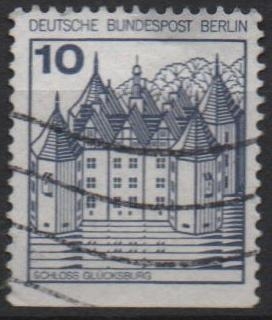 DEUTSCHE BUNDESPOST BERLIN
10
SCHLOSS GLÜCKSBURG